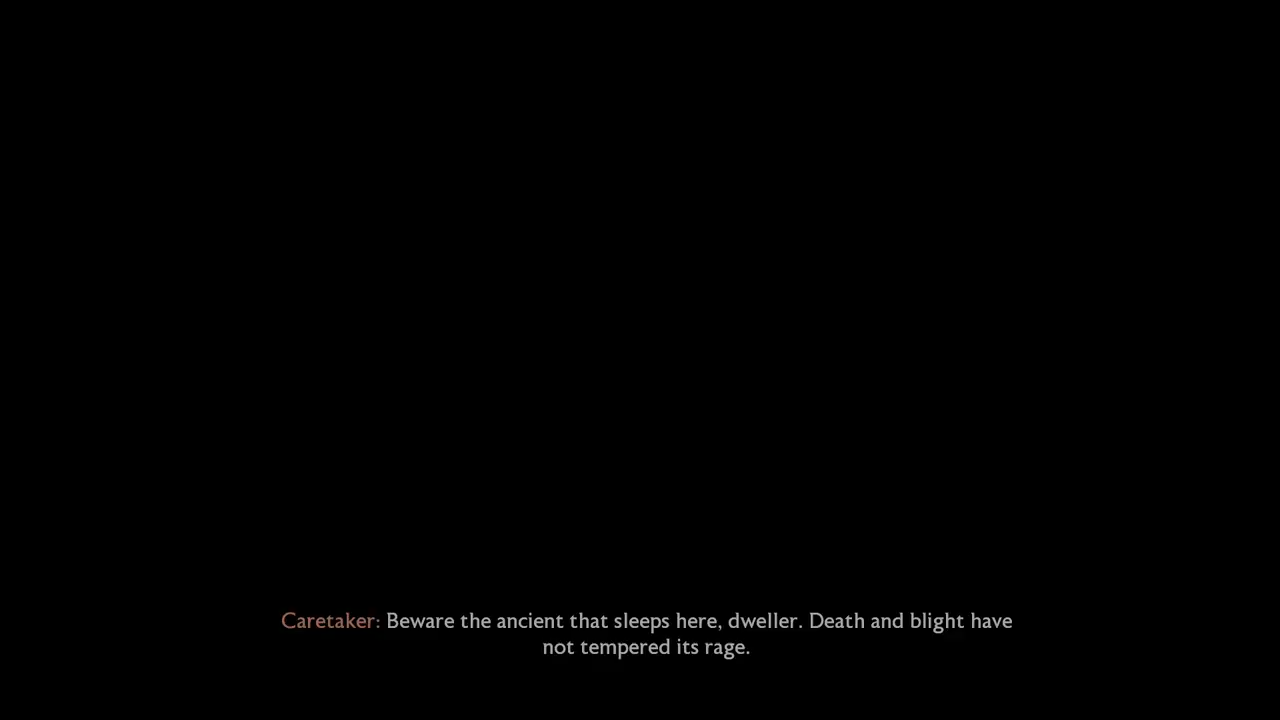 Caretaker: Beware the ancient that sleeps here, dweller. Death and blight have
not tempered its rage.